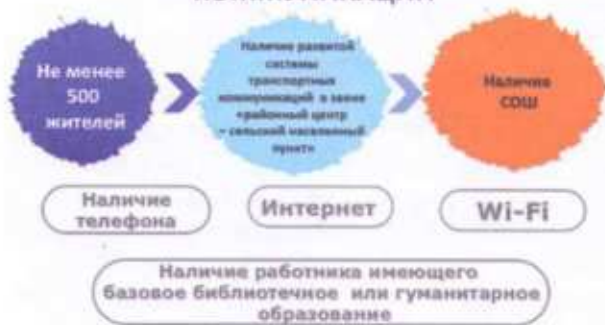 Не менее
500
жителей
Наличие развитой
системы
транспортных
коммуникаций в звене
«районный центр
– сельский населенный
пункт»
Наличие
СОШ
Наличие
телефона
Интернет
Wi-Fi
Наличие работника имеющего
базовое библиотечное или гуманитарное
образование